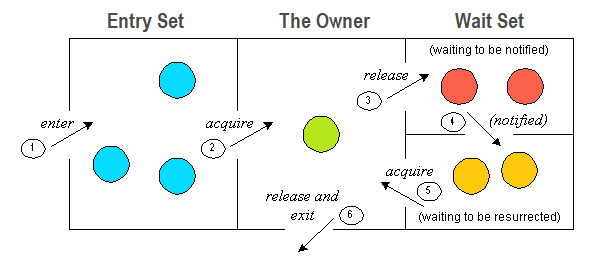 Entry Set
The Owner
Wait Set
(waiting to be notified)
release
3
enter
1
acquire
2
4
(notified)
acquire
5
release and
exit
6
(waiting to be resurrected)